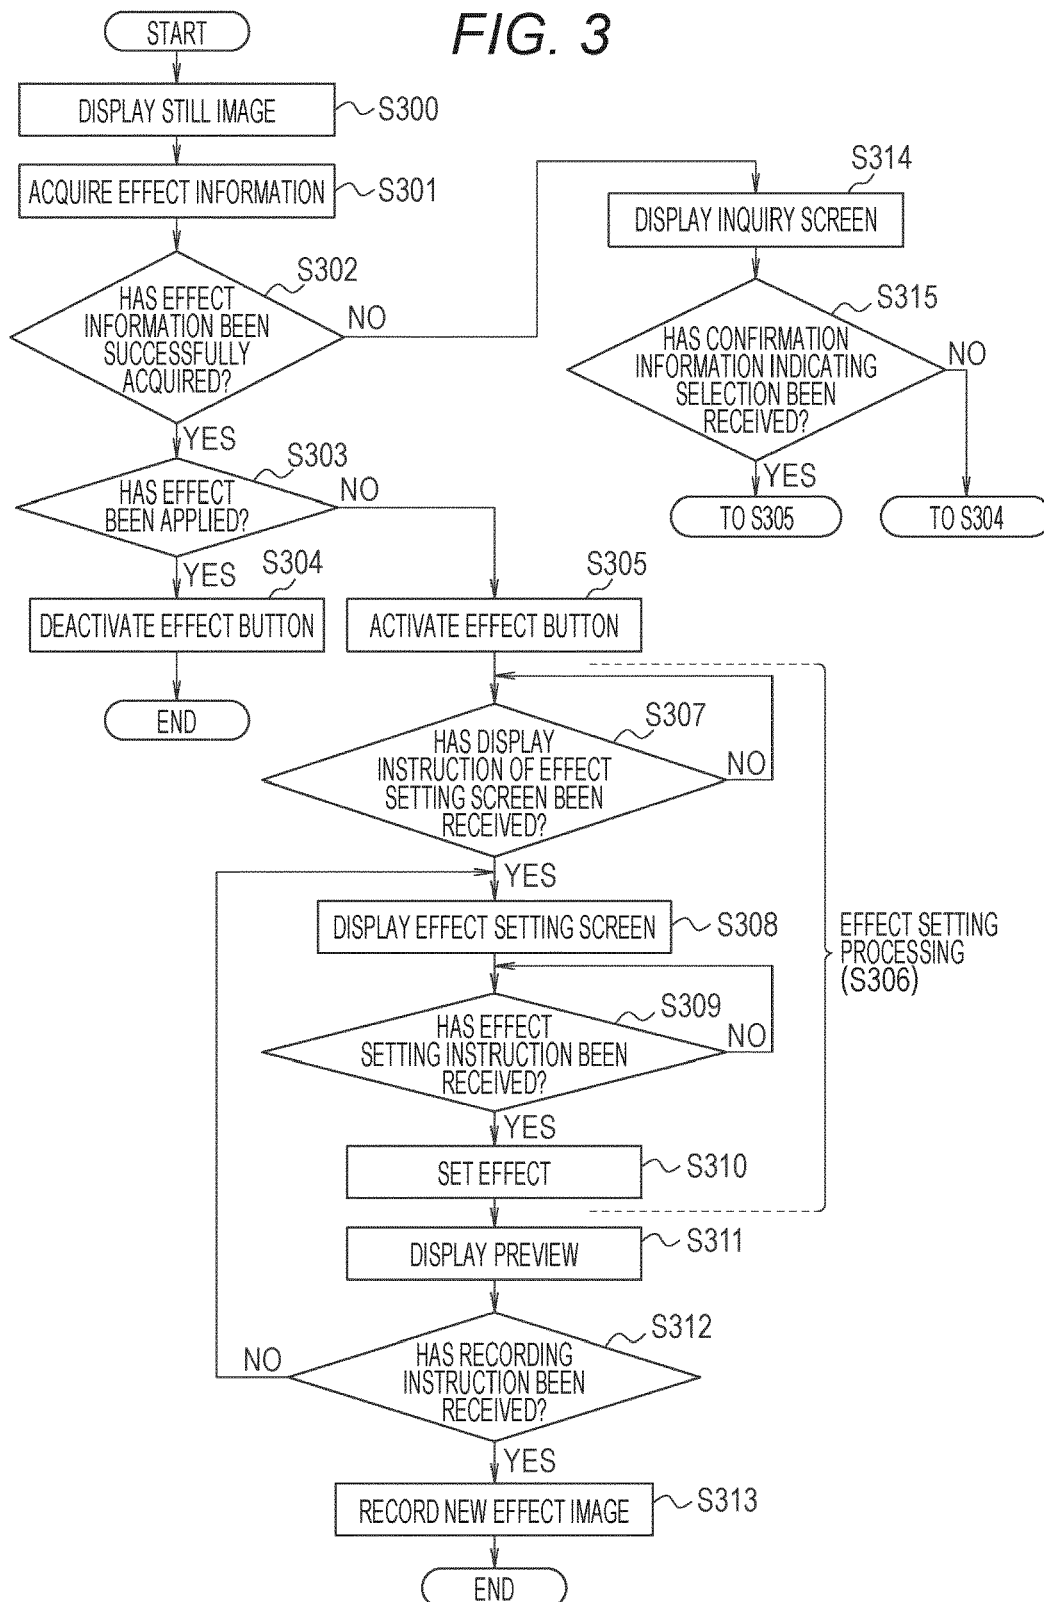 FIG. 3
START
DISPLAY STILL IMAGE
S300
ACQUIRE EFFECT INFORMATION
S301
S302
HAS EFFECT
INFORMATION BEEN
SUCCESSFULLY
ACQUIRED?
NO
YES
S314
DISPLAY INQUIRY SCREEN
S315
HAS CONFIRMATION
INFORMATION INDICATING
SELECTION BEEN
RECEIVED?
NO
YES
TO S305
TO S304
S303
HAS EFFECT
BEEN APPLIED?
NO
YES
S304
DEACTIVATE EFFECT BUTTON
END
S305
ACTIVATE EFFECT BUTTON
S307
HAS DISPLAY
INSTRUCTION OF EFFECT
SETTING SCREEN BEEN
RECEIVED?
NO
YES
DISPLAY EFFECT SETTING SCREEN
S308
EFFECT SETTING
PROCESSING
(S306)
S309
HAS EFFECT
SETTING INSTRUCTION BEEN
RECEIVED?
NO
YES
SET EFFECT
S310
DISPLAY PREVIEW
S311
S312
HAS RECORDING
INSTRUCTION BEEN
RECEIVED?
NO
YES
RECORD NEW EFFECT IMAGE
S313
END